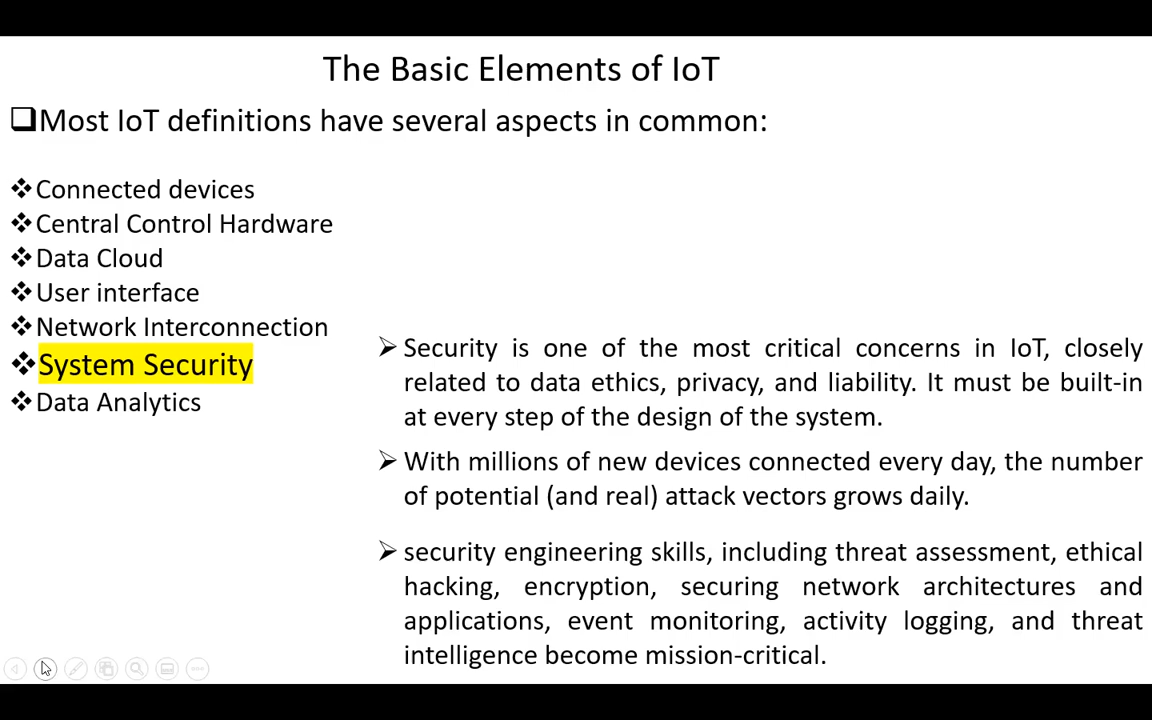 The Basic Elements of IoT
❑Most IoT definitions have several aspects in common:
❖Connected devices
❖Central Control Hardware
❖Data Cloud
❖User interface
❖Network Interconnection
❖System Security
❖Data Analytics
➢ Security is one of the most critical concerns in IoT, closely
related to data ethics, privacy, and liability. It must be built-in
at every step of the design of the system.
➢ With millions of new devices connected every day, the number
of potential (and real) attack vectors grows daily.
➢ security engineering skills, including threat assessment, ethical
hacking, encryption, securing network architectures and
applications, event monitoring, activity logging, and threat
intelligence become mission-critical.